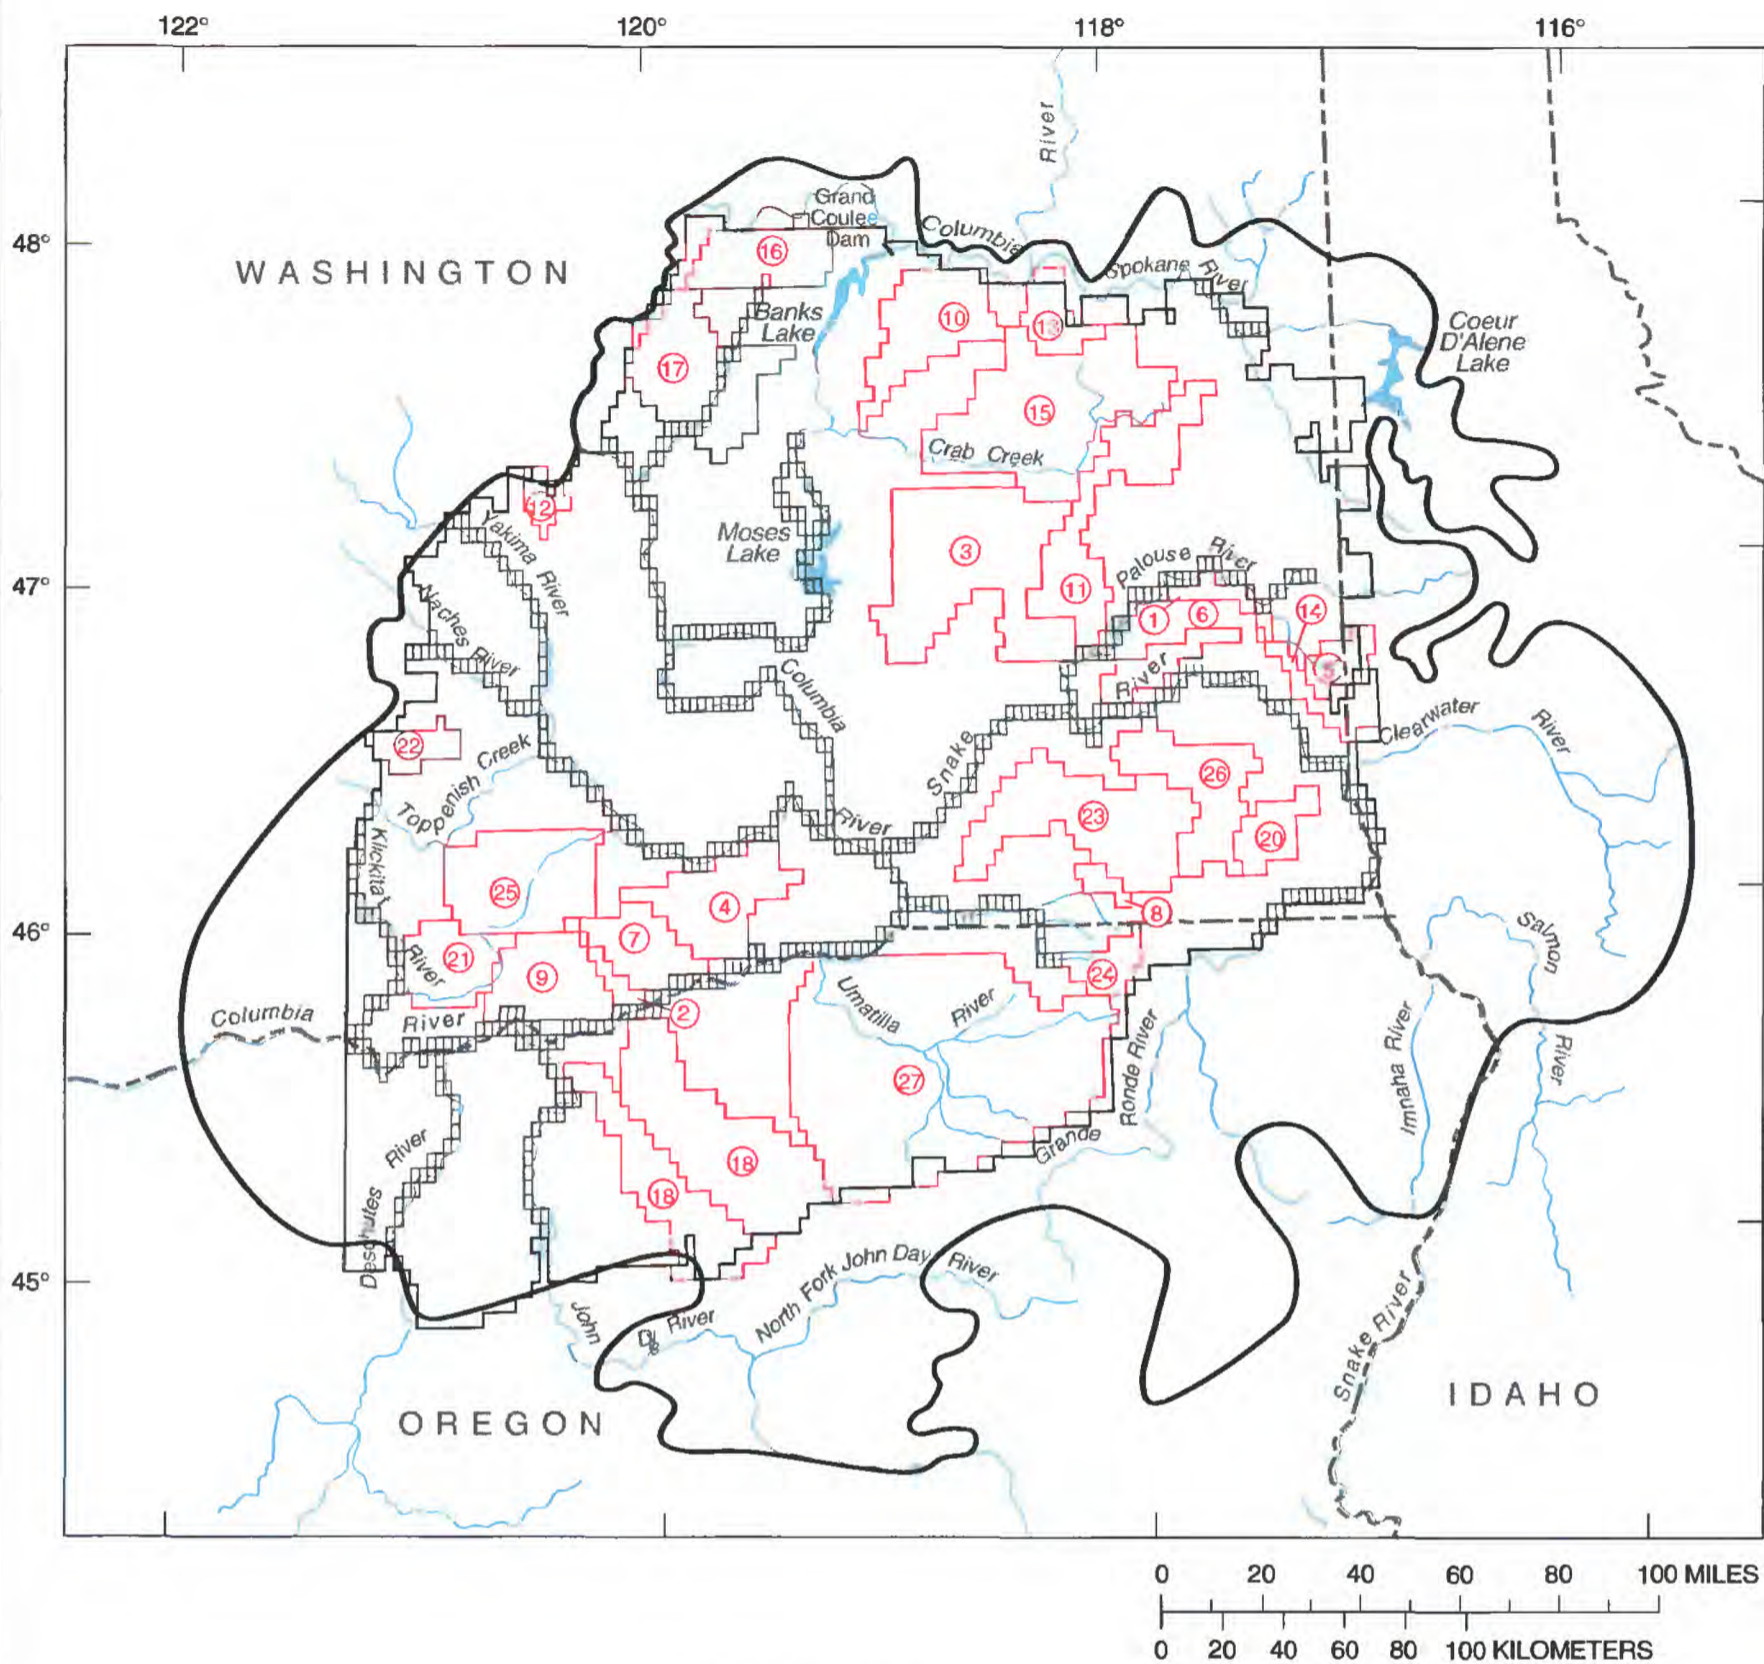 122° 120° 118° 116°
48°
47°
46°
45°
WASHINGTON
OREGON
IDAHO
River
Grand
Coulee
Dam
Columbia
Spokane River
16
Banks
Lake
10
13
Coeur
D'Alene
Lake
17
15
Crab Creek
12
Yakima River
Moses
Lake
3
11
Palouse River
1
6
14
5
Naches River
Columbia
River
Snake
River
22
Toppenish Creek
26
23
20
Clearwater River
Klickitat
River
25
4
7
8
21
9
24
Salmon
River
Columbia
River
2
Umatilla River
27
Grande
Ronde River
Imnaha River
Deschutes River
18
18
John
Day
River
North Fork John Day River
Snake River
0 20 40 60 80 100 MILES
0 20 40 60 80 100 KILOMETERS